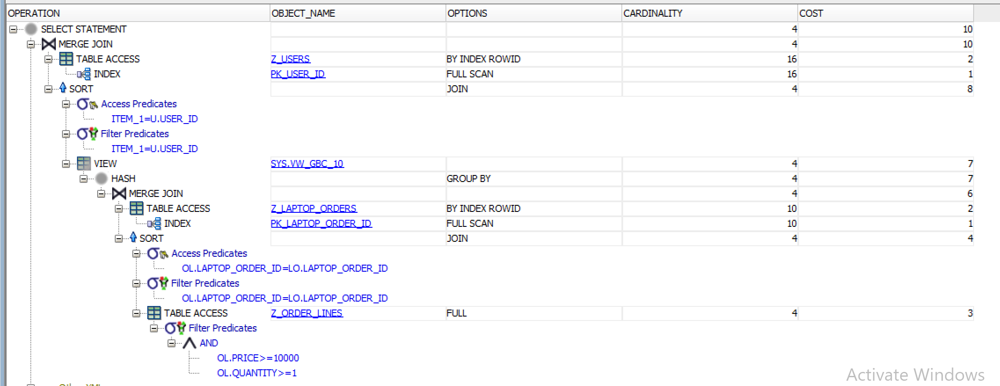 OPERATION OBJECT_NAME OPTIONS CARDINALITY COST
SELECT STATEMENT 4 10
MERGE JOIN 4 10
TABLE ACCESS Z_USERS BY INDEX ROWID 16 2
INDEX PK_USER_ID FULL SCAN 16 1
SORT JOIN 4 8
Access Predicates
ITEM_1=U.USER_ID
Filter Predicates
ITEM_1=U.USER_ID
VIEW SYS.VW_GBC_10 4 7
HASH GROUP BY 4 7
MERGE JOIN 4 6
TABLE ACCESS Z_LAPTOP_ORDERS BY INDEX ROWID 10 2
INDEX PK_LAPTOP_ORDER_ID FULL SCAN 10 1
SORT JOIN 4 4
Access Predicates
OL.LAPTOP_ORDER_ID=LO.LAPTOP_ORDER_ID
Filter Predicates
OL.LAPTOP_ORDER_ID=LO.LAPTOP_ORDER_ID
TABLE ACCESS Z_ORDER_LINES FULL 4 3
Filter Predicates
AND
OL.PRICE>=10000
OL.QUANTITY>=1
Activate Windows